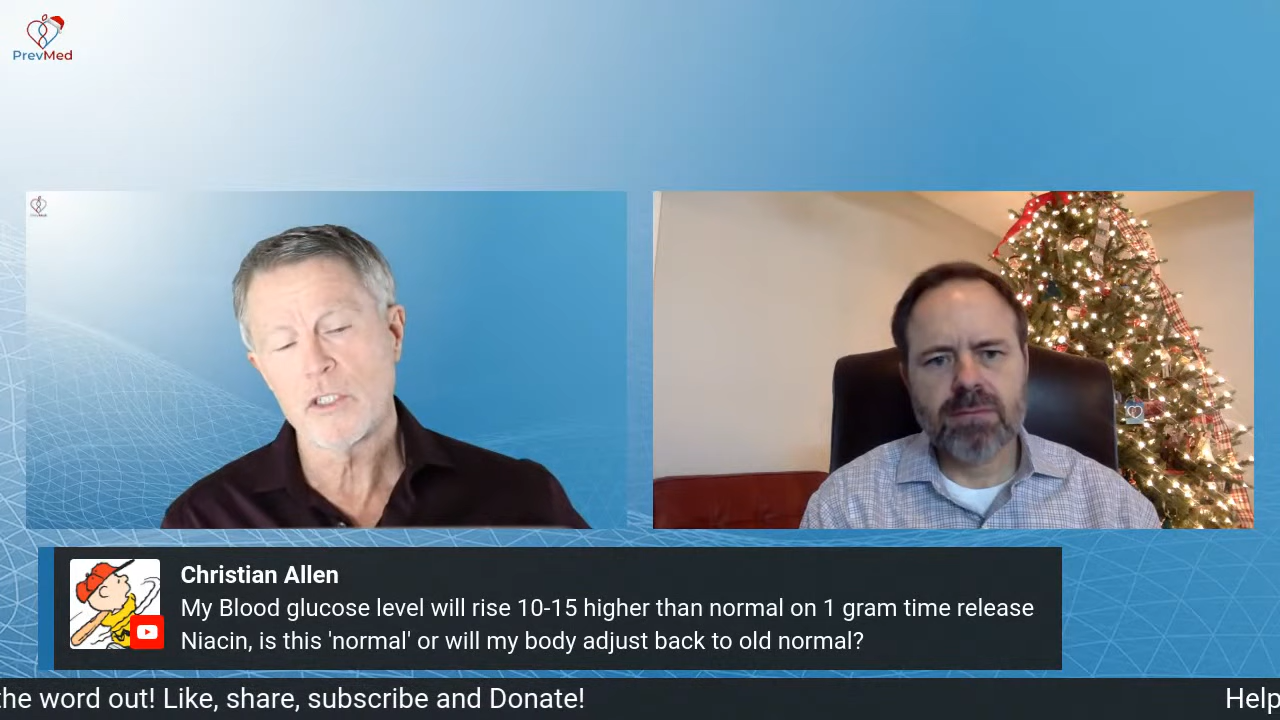 PrevMed
Christian Allen
My Blood glucose level will rise 10-15 higher than normal on 1 gram time release
Niacin, is this 'normal' or will my body adjust back to old normal?
the word out! Like, share, subscribe and Donate!
Help